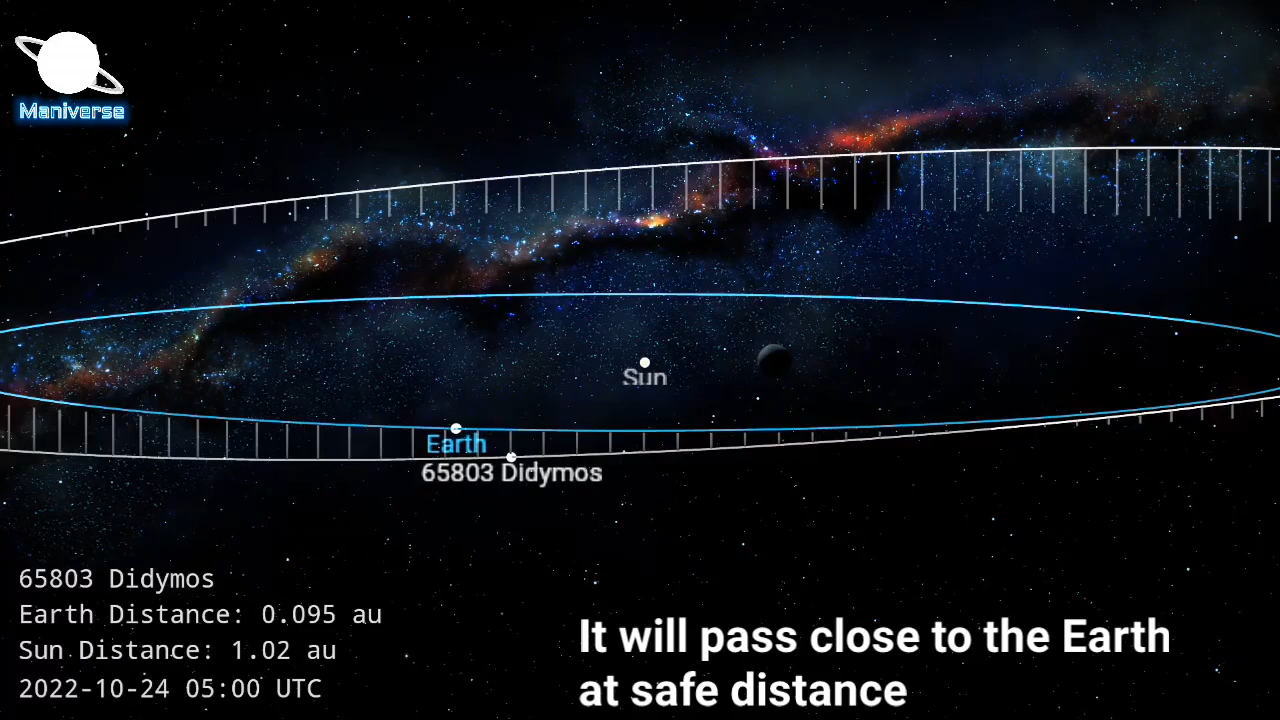 Maniverse
Sun
Earth
65803 Didymos
65803 Didymos
Earth Distance: 0.095 au
Sun Distance: 1.02 au
2022-10-24 05:00 UTC
It will pass close to the Earth
at safe distance